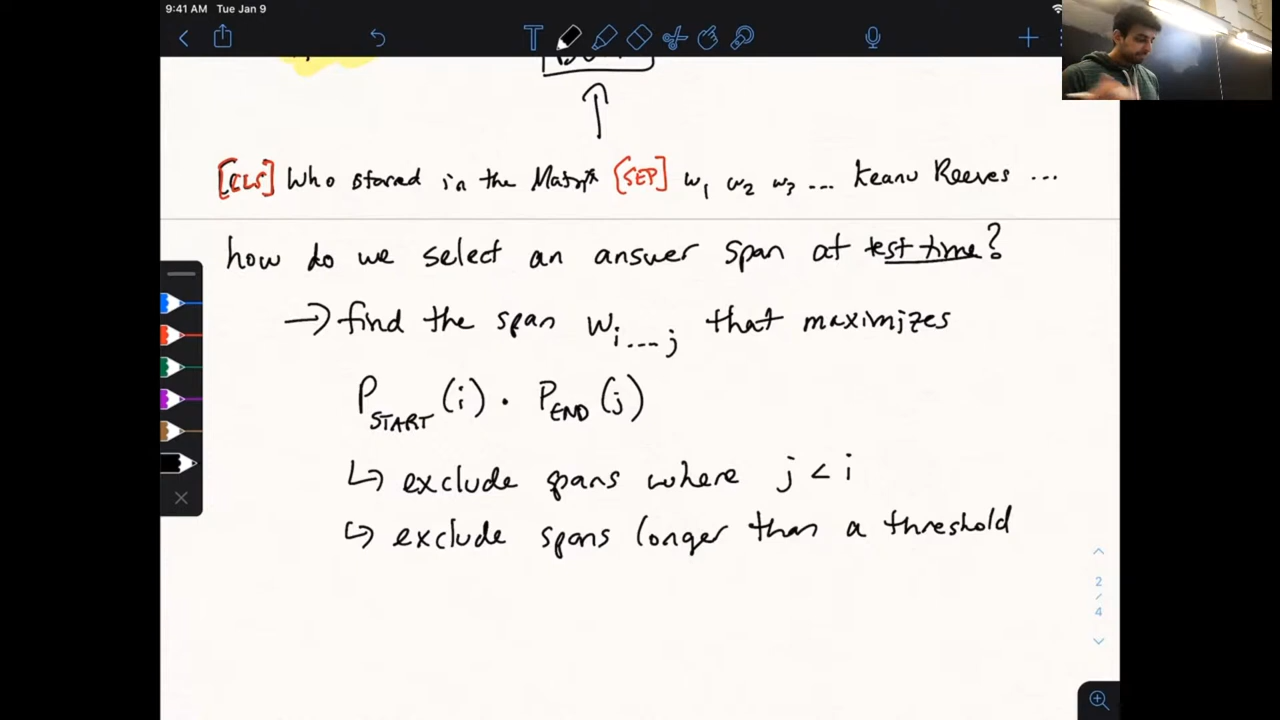 9:41 AM Tue Jan 9
[CLS] Who starred in the Matrix [SEP] w1 w2 w3 ... Keanu Reeves ...
how do we select an answer span at test time?
→ find the span wi...j that maximizes
PSTART(i) · PEND(j)
↳ exclude spans where j < i
↳ exclude spans longer than a threshold
2
/
4